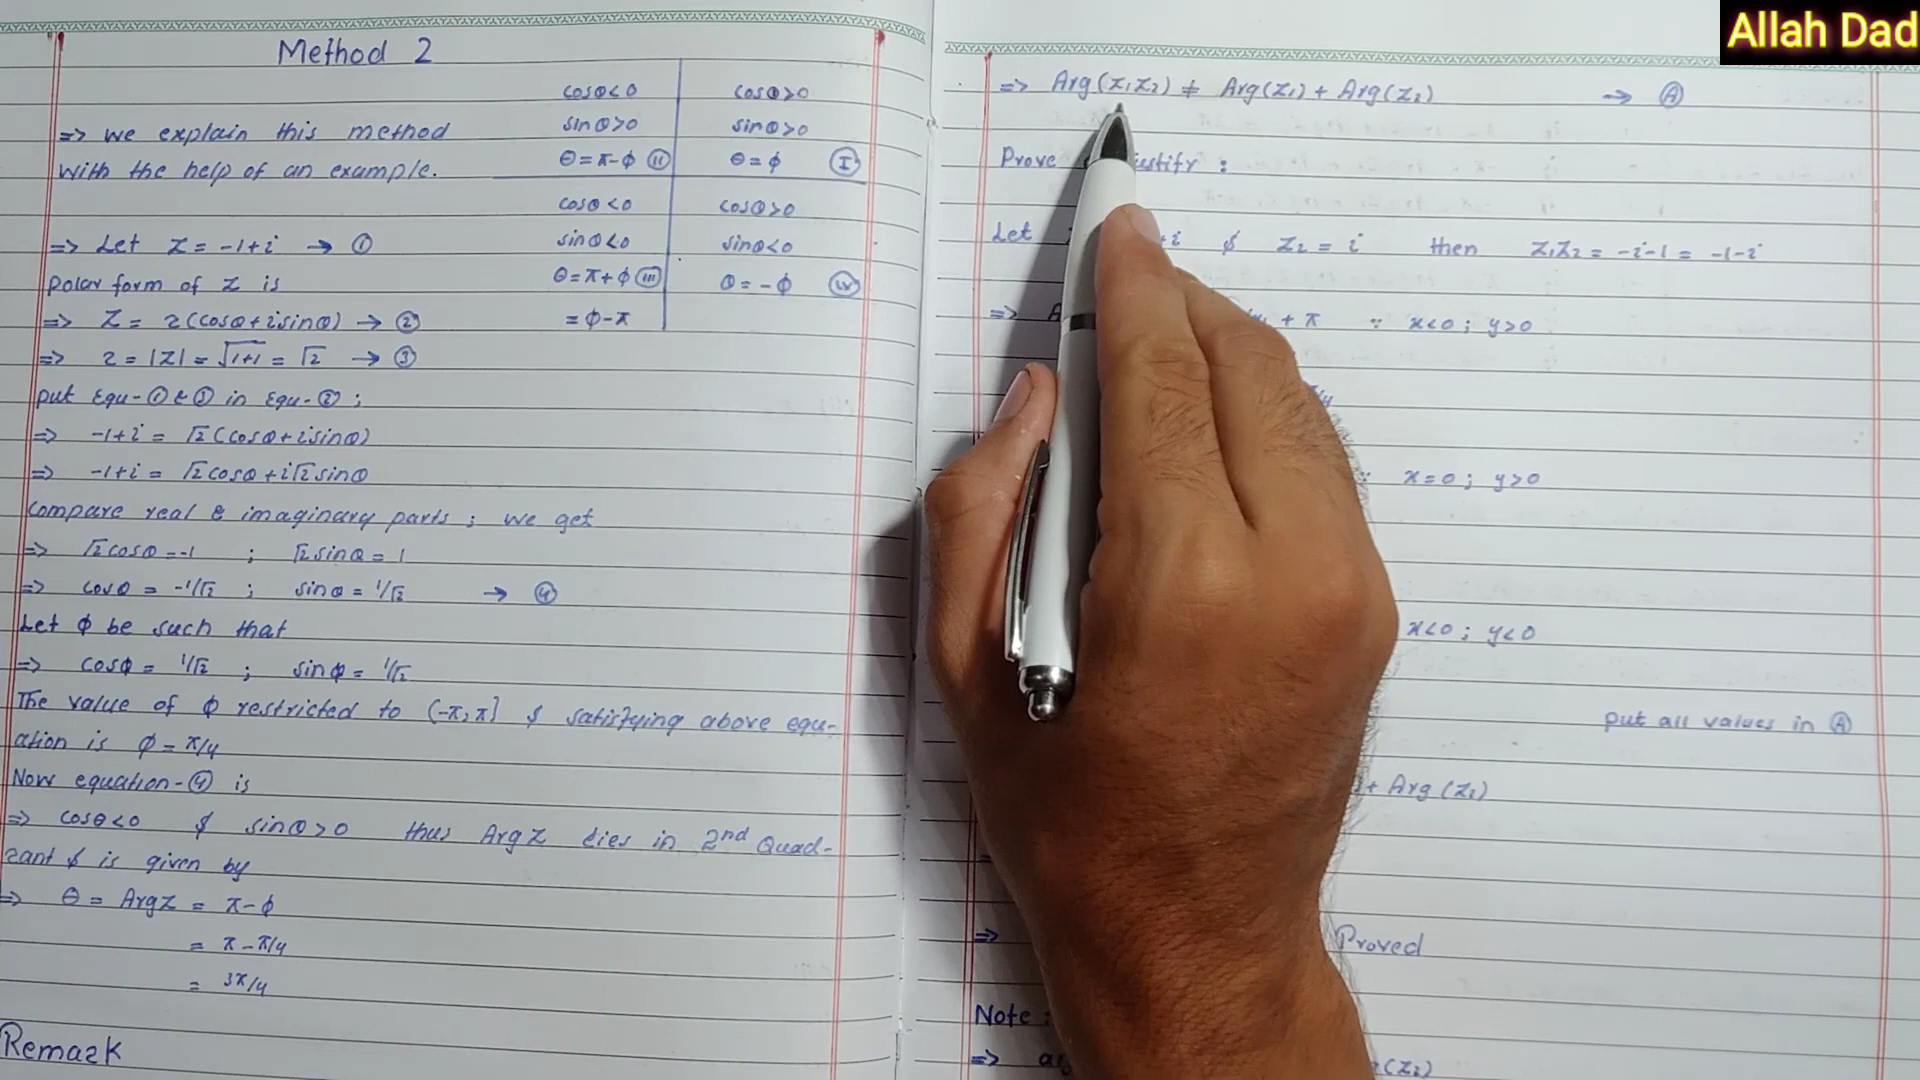 Allah Dad
Method 2
cosθ<0 cosθ>0
sinθ>0 sinθ>0
θ=π-ϕ (II) θ=ϕ (I)
cosθ<0 cosθ>0
sinθ<0 sinθ<0
θ=π+ϕ (III) θ=-ϕ (IV)
=ϕ-π
=> we explain this method
with the help of an example.
=> Let z = -1+i → ①
Polar form of z is
=> z = r(cosθ+isinθ) → ②
=> r = |z| = √1+1 = √2 → ③
put Equ-① & ③ in Equ-② ;
=> -1+i = √2(cosθ+isinθ)
=> -1+i = √2cosθ+i√2sinθ
Compare real & imaginary parts ; we get
=> √2cosθ=-1 ; √2sinθ=1
=> cosθ = -1/√2 ; sinθ = 1/√2 → ④
Let ϕ be such that
=> cosϕ = 1/√2 ; sinϕ = 1/√2
The value of ϕ restricted to (-π,π] & satisfying above equ-
ation is ϕ = π/4
Now equation-④ is
=> cosθ<0 & sinθ>0 thus Argz lies in 2nd Quad-
rant & is given by
=> θ = Argz = π-ϕ
= π-π/4
= 3π/4
Remark
=> Arg(z₁z₂) ≠ Arg(z₁) + Arg(z₂) → Ⓐ
Prove
Let +i & z₂ = i then z₁z₂ = -i-1 = -1-i
=> + π ∵ x<0 ; y>0
x=0 ; y>0
x<0 ; y<0
put all values in Ⓐ
+ Arg(z₂)
=> Proved
Note :
=> (z₂)